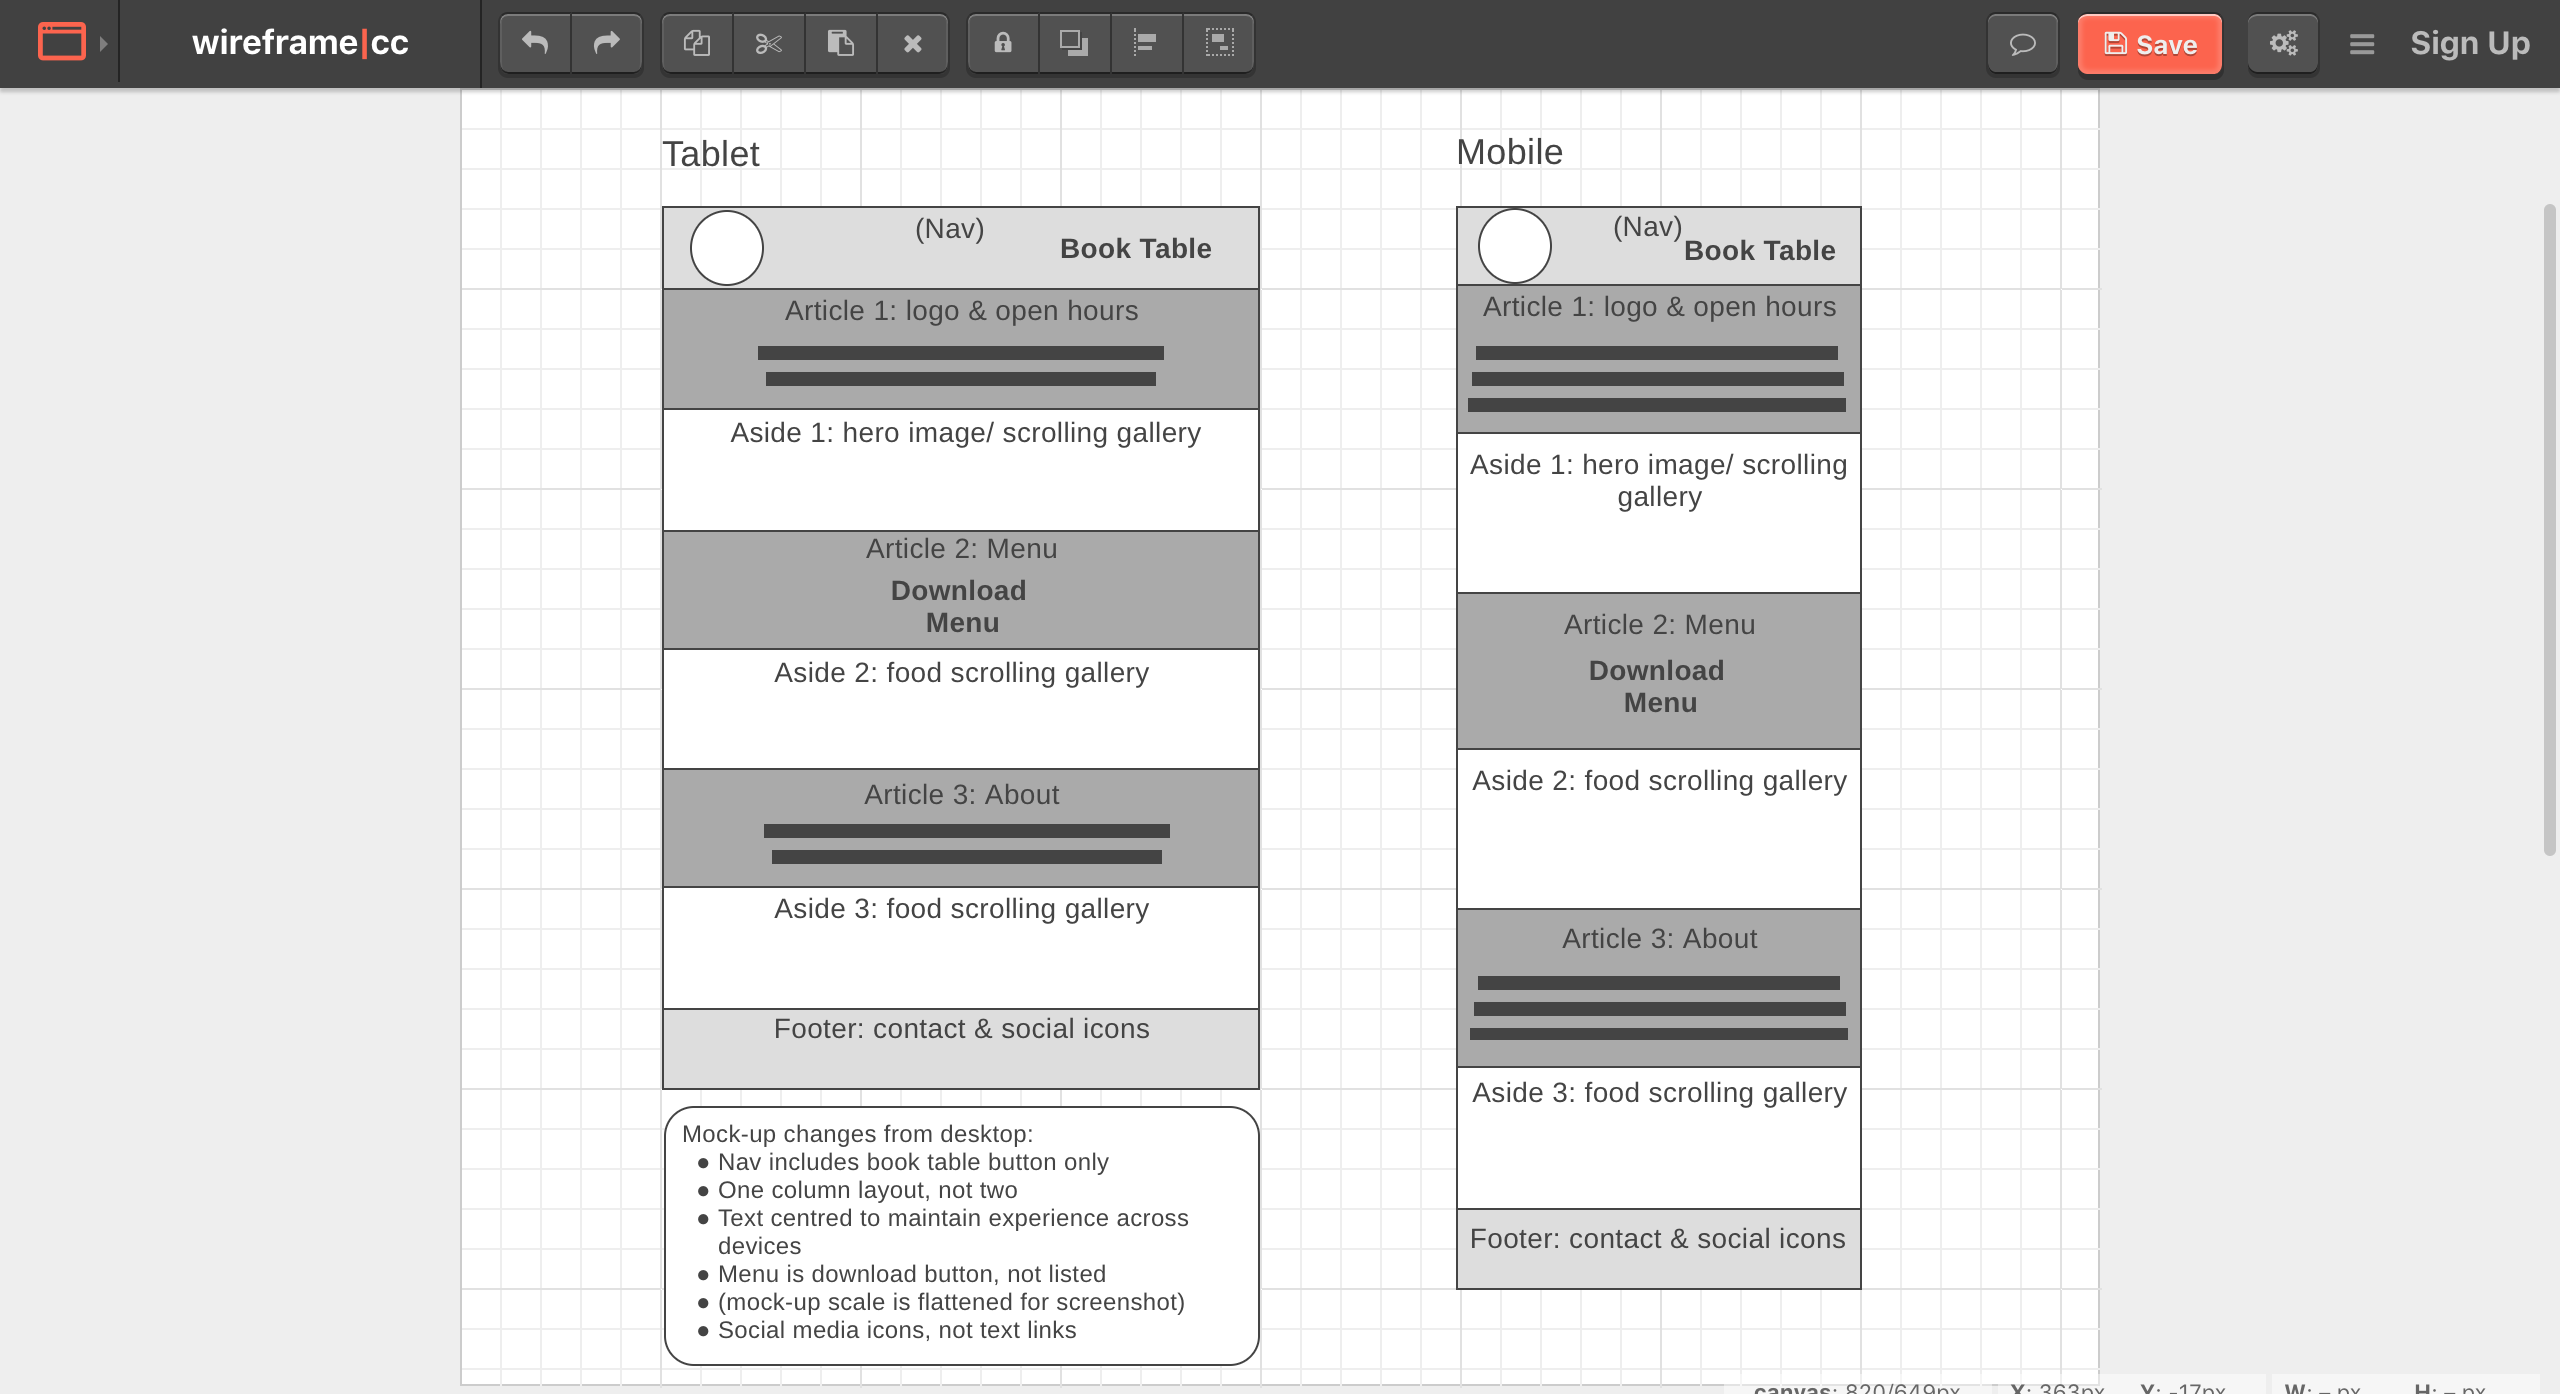 wireframe|cc
Save
Sign Up
Tablet
(Nav)
Book Table
Article 1: logo & open hours
Aside 1: hero image/ scrolling gallery
Article 2: Menu
Download
Menu
Aside 2: food scrolling gallery
Article 3: About
Aside 3: food scrolling gallery
Footer: contact & social icons
Mock-up changes from desktop:
● Nav includes book table button only
● One column layout, not two
● Text centred to maintain experience across
devices
● Menu is download button, not listed
● (mock-up scale is flattened for screenshot)
● Social media icons, not text links
Mobile
(Nav)
Book Table
Article 1: logo & open hours
Aside 1: hero image/ scrolling
gallery
Article 2: Menu
Download
Menu
Aside 2: food scrolling gallery
Article 3: About
Aside 3: food scrolling gallery
Footer: contact & social icons
canvas: 820/649px X: 363px Y: -17px W: – px H: – px